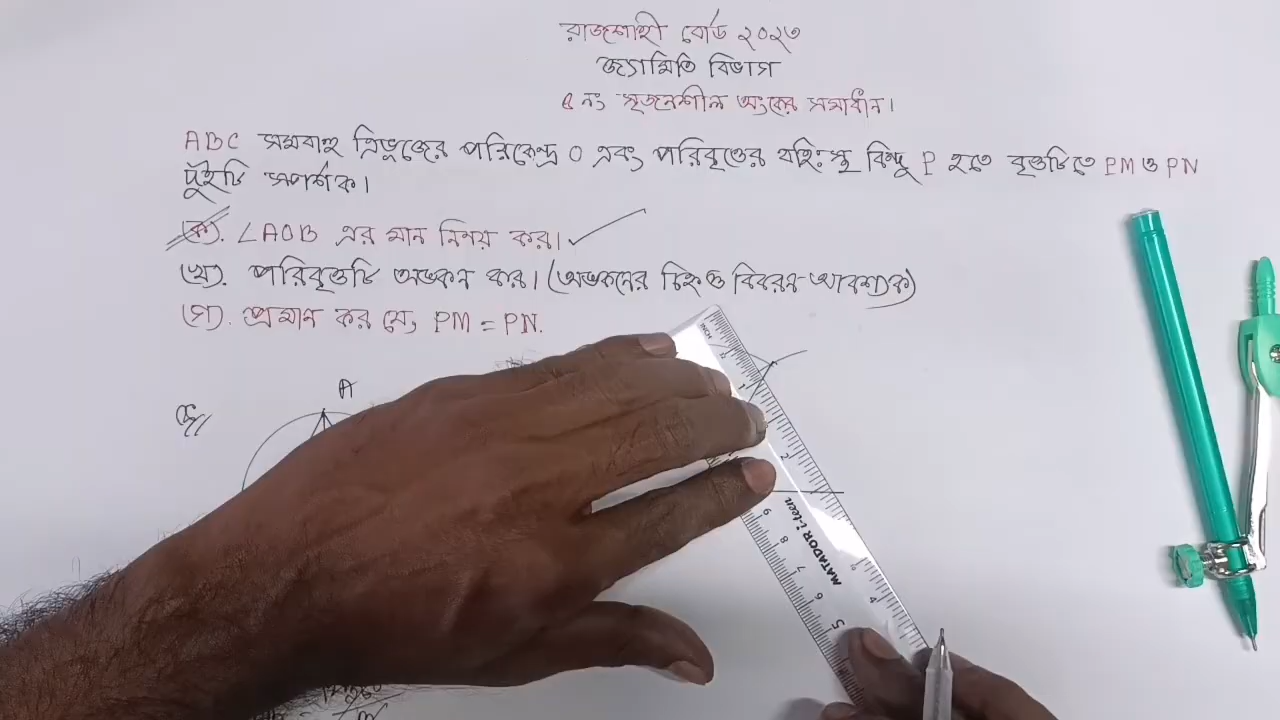 রাজশাহী বোর্ড ২০২৩
জ্যামিতি বিভাগ
৫ নং সৃজনশীল অংকের সমাধান।
ABC সমবাহু ত্রিভুজের পরিকেন্দ্র O এবং পরিবৃত্তের বহিঃস্থ বিন্দু P হতে বৃত্তটিতে PM ও PN
দুইটি স্পর্শক।
(ক). ∠AOB এর মান নির্ণয় কর।
(খ). পরিবৃত্তটি অঙ্কন কর। (অঙ্কনের চিহ্ন ও বিবরণ আবশ্যক)
(গ). প্রমান কর যে, PM = PN.
A
MATADOR i-teen